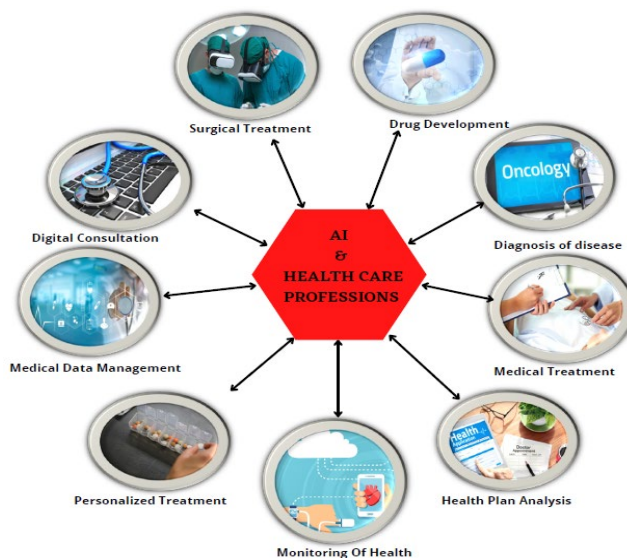 Surgical Treatment
Drug Development
Oncology
Digital Consultation
AI
&
HEALTH CARE
PROFESSIONS
Diagnosis of disease
Medical Data Management
Medical Treatment
Health
Personalized Treatment
Health Plan Analysis
Monitoring Of Health